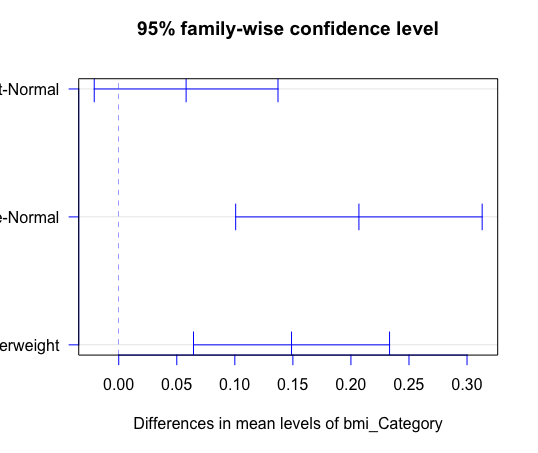 95% family-wise confidence level
t-Normal
e-Normal
erweight
0.00 0.05 0.10 0.15 0.20 0.25 0.30
Differences in mean levels of bmi_Category